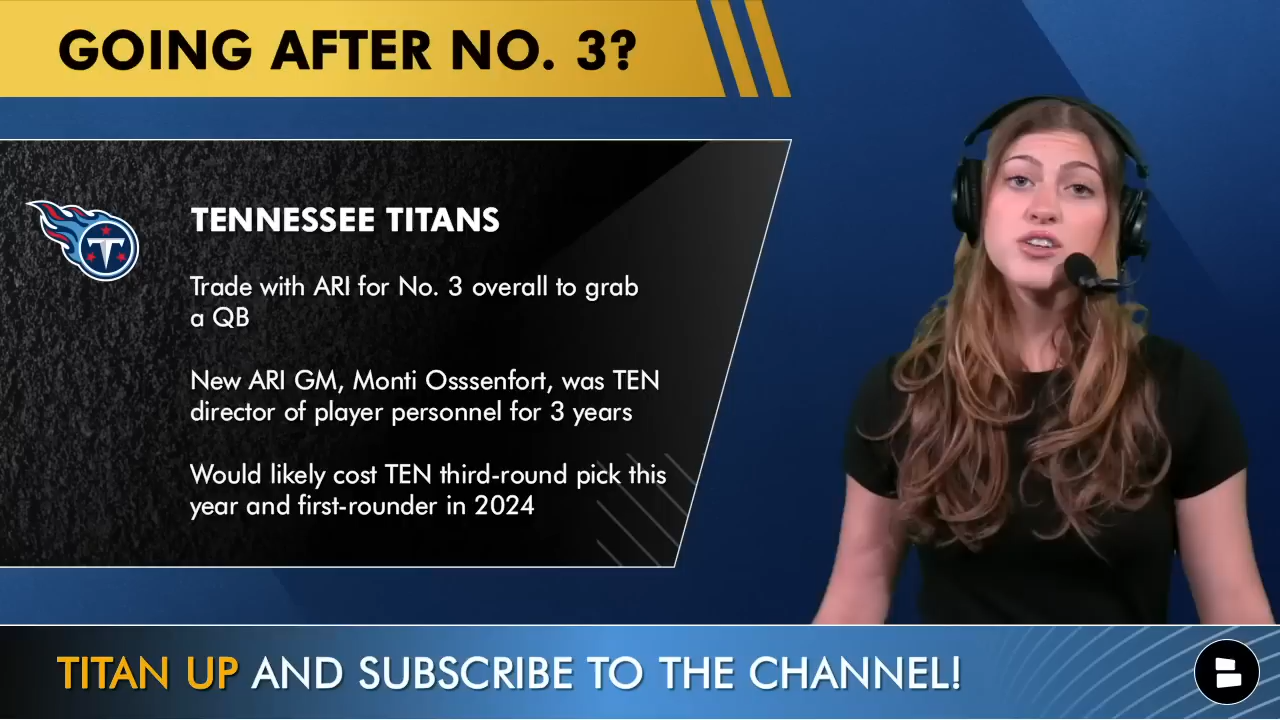 GOING AFTER NO. 3?
TENNESSEE TITANS
Trade with ARI for No. 3 overall to grab
a QB
New ARI GM, Monti Osssenfort, was TEN
director of player personnel for 3 years
Would likely cost TEN third-round pick this
year and first-rounder in 2024
TITAN UP AND SUBSCRIBE TO THE CHANNEL!